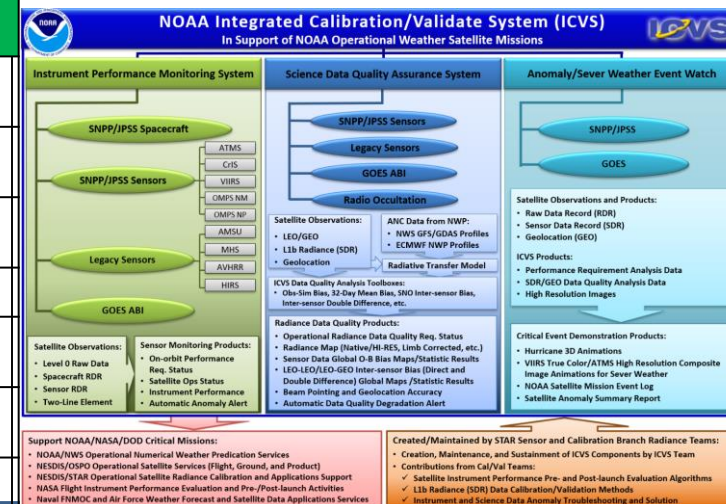 NOAA
NOAA Integrated Calibration/Validate System (ICVS)
In Support of NOAA Operational Weather Satellite Missions
ICVS
Instrument Performance Monitoring System
SNPP/JPSS Spacecraft
SNPP/JPSS Sensors
ATMS
CrIS
VIIRS
OMPS NM
OMPS NP
Legacy Sensors
AMSU
MHS
AVHRR
HIRS
GOES ABI
Satellite Observations:
• Level 0 Raw Data
• Spacecraft RDR
• Sensor RDR
• Two-Line Element
Sensor Monitoring Products:
• On-orbit Performance
Req. Status
• Satellite Ops Status
• Instrument Performance
• Automatic Anomaly Alert
Science Data Quality Assurance System
SNPP/JPSS Sensors
Legacy Sensors
GOES ABI
Radio Occultation
Satellite Observations:
• LEO/GEO
• L1b Radiance (SDR)
• Geolocation
ANC Data from NWP:
• NWS GFS/GDAS Profiles
• ECMWF NWP Profiles
Radiative Transfer Model
ICVS Data Quality Analysis Toolboxes:
• Obs-Sim Bias, 32-Day Mean Bias, SNO Inter-sensor Bias,
Inter-sensor Double Difference, etc.
Radiance Data Quality Products:
• Operational Radiance Data Quality Req. Status
• Radiance Map (Native/HI-RES, Limb Corrected, etc.)
• Sensor Data Global O-B Bias Maps/Statistic Results
• LEO-LEO/LEO-GEO Inter-sensor Bias (Direct and
Double Difference) Global Maps /Statistic Results
• Beam Pointing and Geolocation Accuracy
• Automatic Data Quality Degradation Alert
Anomaly/Sever Weather Event Watch
SNPP/JPSS
GOES
Satellite Observations and Products:
• Raw Data Record (RDR)
• Sensor Data Record (SDR)
• Geolocation (GEO)
ICVS Products:
• Performance Requirement Analysis Data
• SDR/GEO Data Quality Analysis Data
• High Resolution Images
Critical Event Demonstration Products:
• Hurricane 3D Animations
• VIIRS True Color/ATMS High Resolution Composite
Image Animations for Sever Weather
• NOAA Satellite Mission Event Log
• Satellite Anomaly Summary Report
Support NOAA/NASA/DOD Critical Missions:
• NOAA/NWS Operational Numerical Weather Predication Services
• NESDIS/OSPO Operational Satellite Services (Flight, Ground, and Product)
• NESDIS/STAR Operational Satellite Radiance Calibration and Applications Support
• NASA Flight Instrument Performance Evaluation and Pre-/Post-launch Activities
• Naval FNMOC and Air Force Weather Forecast and Satellite Data Applications Services
Created/Maintained by STAR Sensor and Calibration Branch Radiance Teams:
• Creation, Maintenance, and Sustainment of ICVS Components by ICVS Team
• Contributions from Cal/Val Teams:
✓ Satellite Instrument Performance Pre- and Post-launch Evaluation Algorithms
✓ L1b Radiance (SDR) Data Calibration/Validation Methods
✓ Instrument and Science Data Anomaly Troubleshooting and Solution